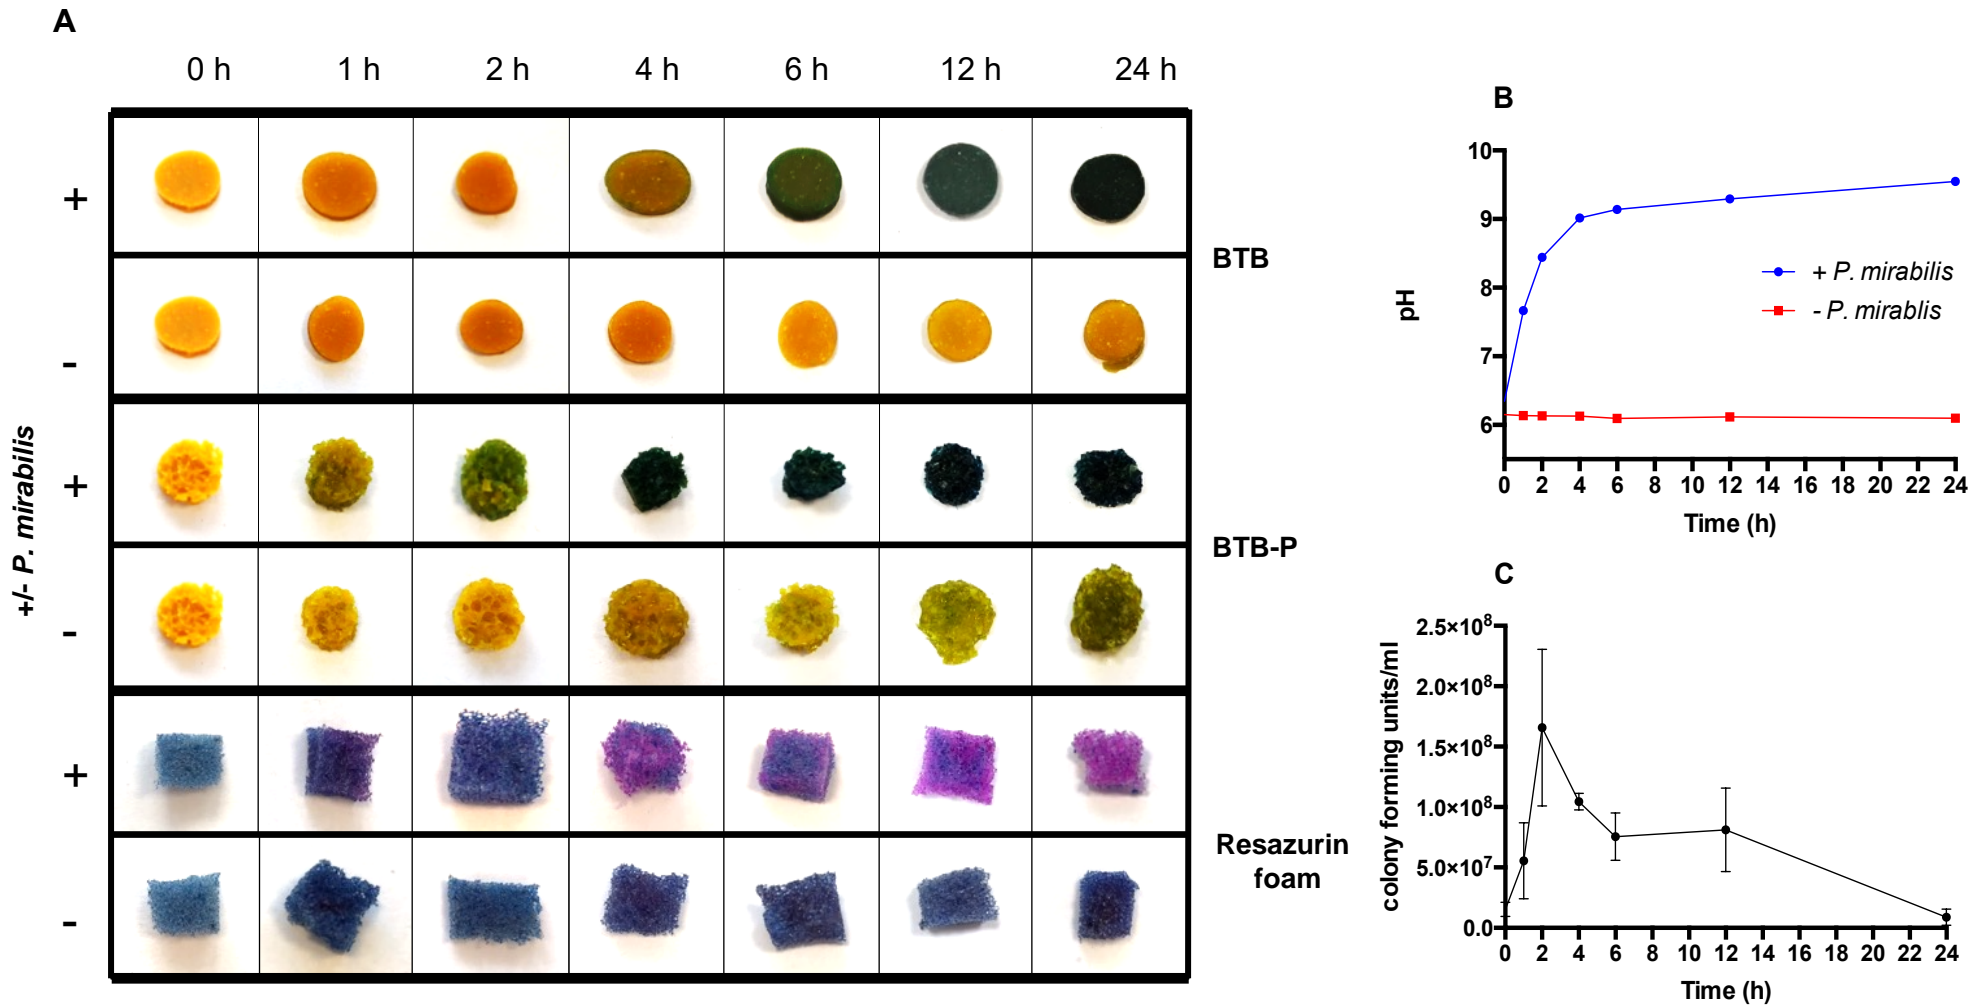 A
0 h 1 h 2 h 4 h 6 h 12 h 24 h
+
-
+
-
+
-
+/- P. mirabilis
BTB
BTB-P
Resazurin
foam
B
10
9
8
7
6
pH
0 2 4 6 8 10 12 14 16 18 20 22 24
Time (h)
+ P. mirabilis
- P. mirablis
C
2.5×10⁸
2.0×10⁸
1.5×10⁸
1.0×10⁸
5.0×10⁷
0.0
colony forming units/ml
0 2 4 6 8 10 12 14 16 18 20 22 24
Time (h)